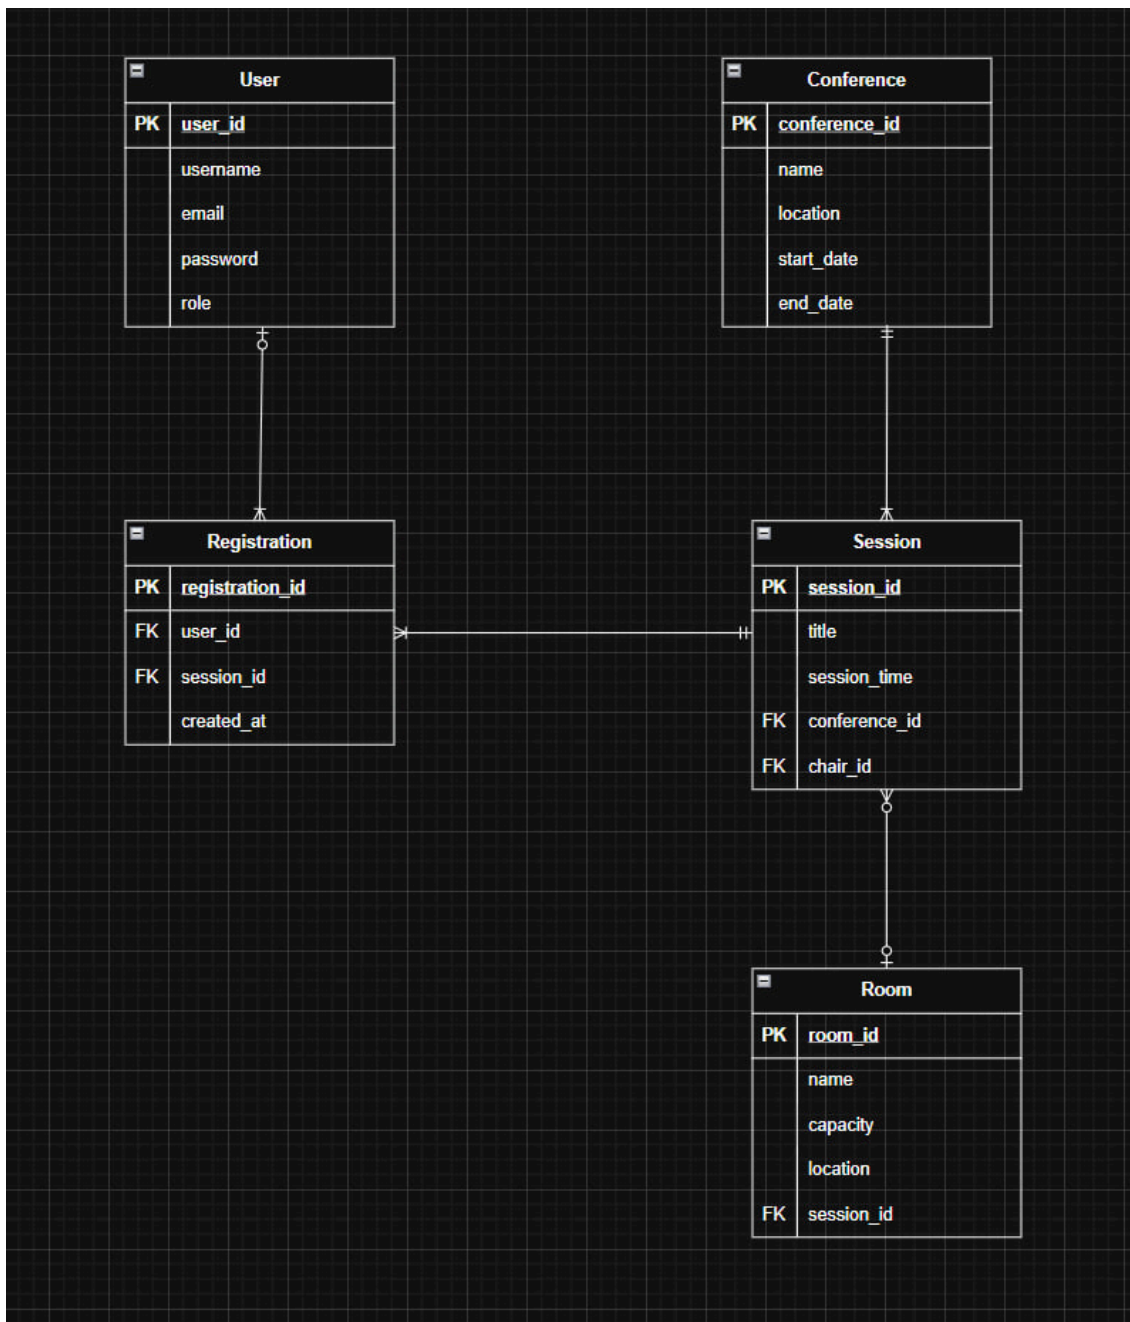 User
PK user_id
username
email
password
role
Conference
PK conference_id
name
location
start_date
end_date
Registration
PK registration_id
FK user_id
FK session_id
created_at
Session
PK session_id
title
session_time
FK conference_id
FK chair_id
Room
PK room_id
name
capacity
location
FK session_id